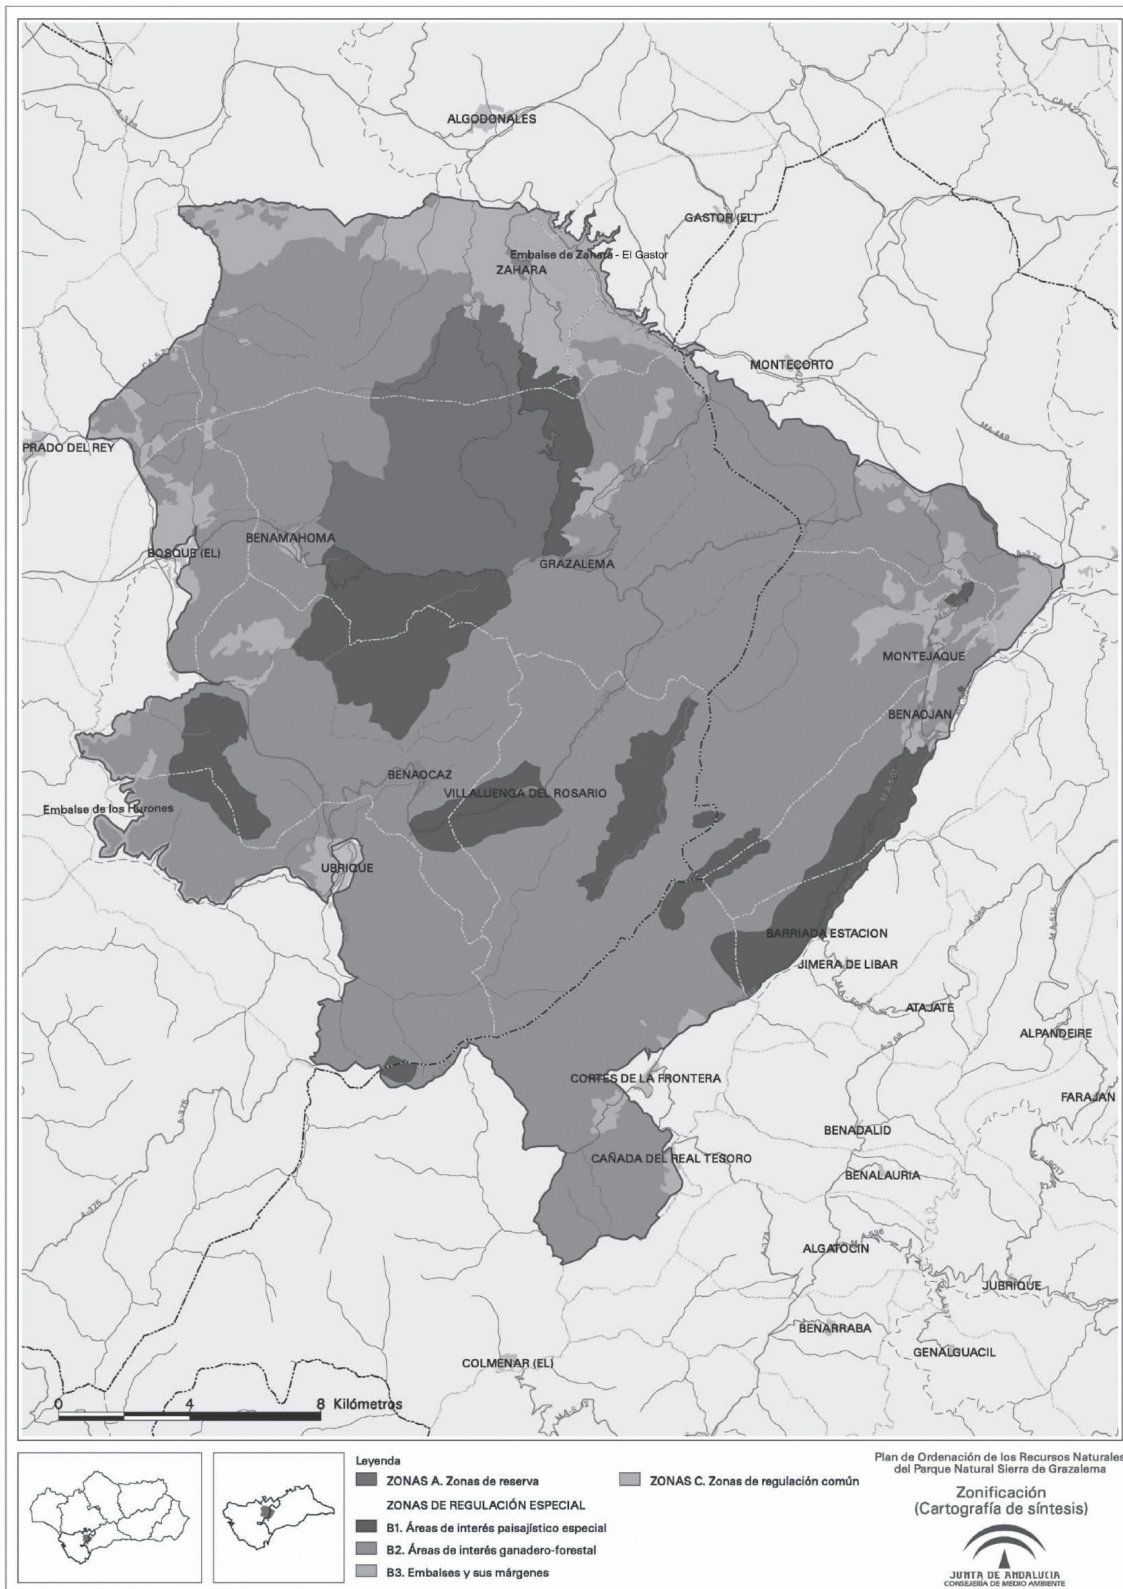 ALGODONALES
GASTOR (EL)
Embalse de Zahara - El Gastor
ZAHARA
MONTECORTO
PRADO DEL REY
BENAMAHOMA
BOSQUE (EL)
GRAZALEMA
A-376
MONTEJAQUE
BENAOJAN
BENAOCAZ
VILLALUENGA DEL ROSARIO
Embalse de los Hurones
UBRIQUE
BARRIADA ESTACION
JIMERA DE LIBAR
A-369
ATAJATE
ALPANDEIRE
CORTES DE LA FRONTERA
A-375
FARAJAN
BENADALID
CAÑADA DEL REAL TESORO
BENALAURIA
A-375
ALGATOCIN
A-373
JUBRIQUE
BENARRABA
GENALGUACIL
COLMENAR (EL)
0 4 8 Kilómetros
Leyenda
ZONAS A. Zonas de reserva
ZONAS DE REGULACIÓN ESPECIAL
B1. Áreas de interés paisajístico especial
B2. Áreas de interés ganadero-forestal
B3. Embalses y sus márgenes
ZONAS C. Zonas de regulación común
Plan de Ordenación de los Recursos Naturales
del Parque Natural Sierra de Grazalema
Zonificación
(Cartografía de síntesis)
JUNTA DE ANDALUCIA
CONSEJERÍA DE MEDIO AMBIENTE